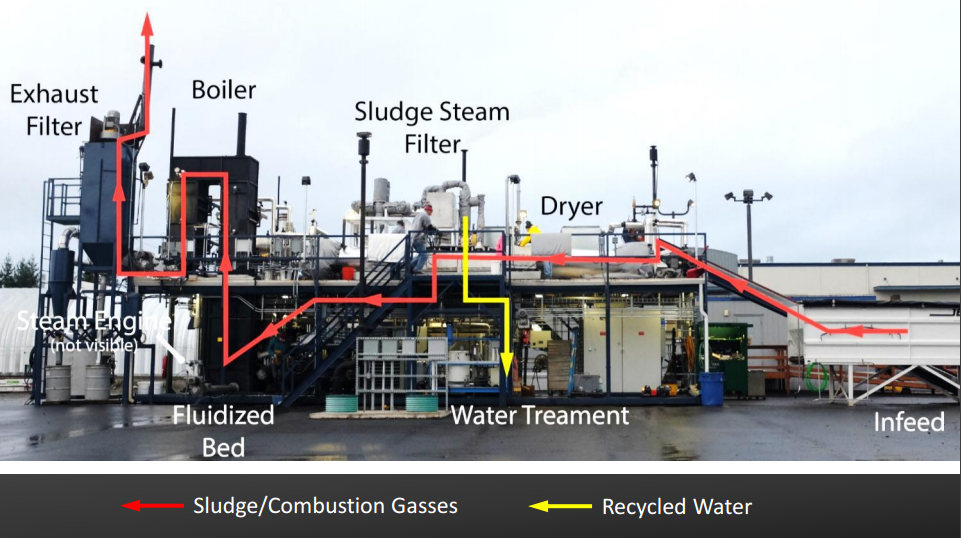 Exhaust
Filter
Boiler
Sludge Steam
Filter
Dryer
Steam Engine
(not visible)
Fluidized
Bed
Water Treament
Infeed
Sludge/Combustion Gasses
Recycled Water